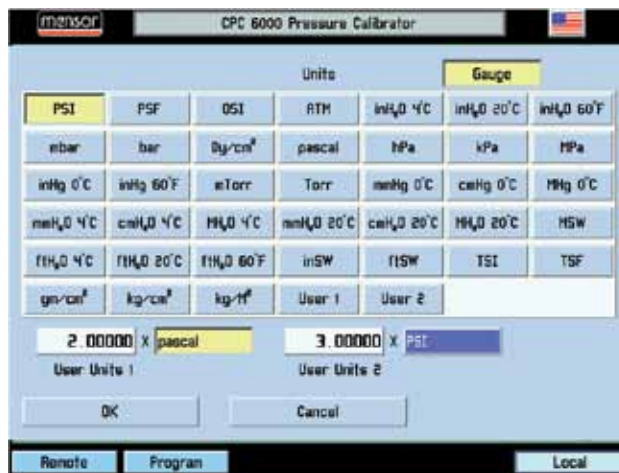 mensor CPC 6000 Pressure Calibrator
Units Gauge
PSI PSF OSI ATM inH₂O 4°C inH₂O 20°C inH₂O 60°F
mbar bar Dy/cm² pascal hPa kPa MPa
inHg 0°C inHg 60°F mTorr Torr mmHg 0°C cmHg 0°C MHg 0°C
mmH₂O 4°C cmH₂O 4°C MH₂O 4°C mmH₂O 20°C cmH₂O 20°C MH₂O 20°C MSW
ftH₂O 4°C ftH₂O 20°C ftH₂O 60°F inSW ftSW TSI TSF
gm/cm² kg/cm² kg/M² User 1 User 2
2.00000 X pascal 3.00000 X PSI
User Units 1 User Units 2
OK Cancel
Remote Program Local